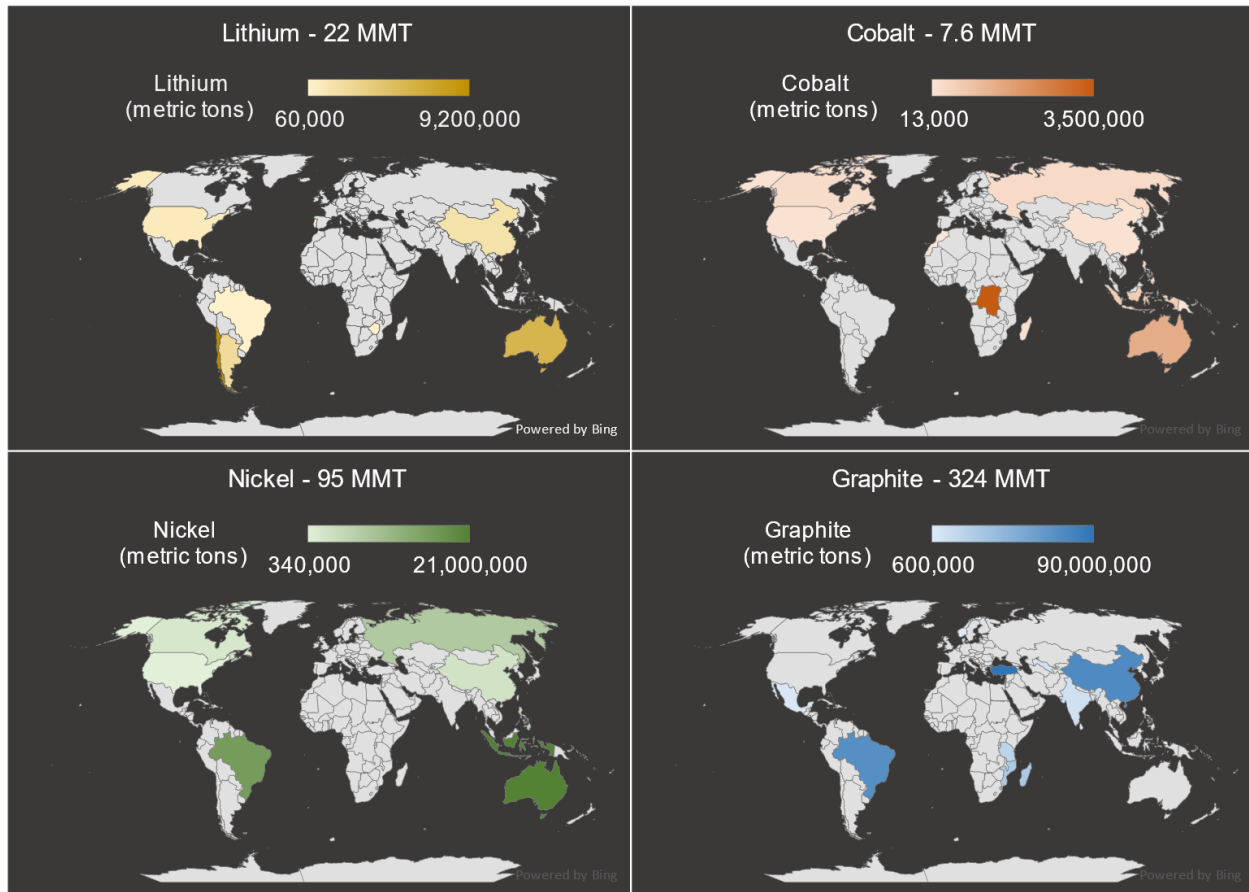 Lithium - 22 MMT
Lithium
(metric tons)
60,000
9,200,000
Powered by Bing
Cobalt - 7.6 MMT
Cobalt
(metric tons)
13,000
3,500,000
Powered by Bing
Nickel - 95 MMT
Nickel
(metric tons)
340,000
21,000,000
Powered by Bing
Graphite - 324 MMT
Graphite
(metric tons)
600,000
90,000,000
Powered by Bing